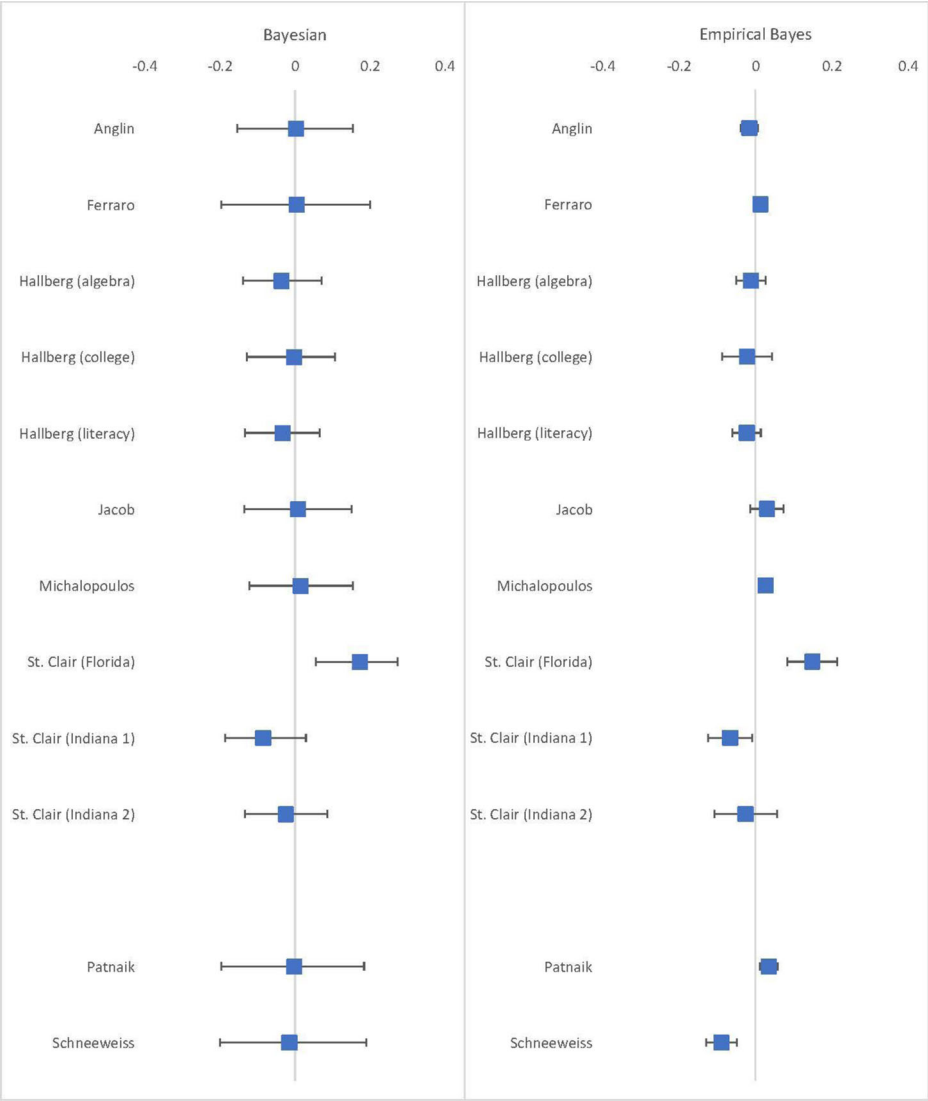 Bayesian
-0.4 -0.2 0 0.2 0.4
Anglin
Ferraro
Hallberg (algebra)
Hallberg (college)
Hallberg (literacy)
Jacob
Michalopoulos
St. Clair (Florida)
St. Clair (Indiana 1)
St. Clair (Indiana 2)
Patnaik
Schneeweiss
Empirical Bayes
-0.4 -0.2 0 0.2 0.4
Anglin
Ferraro
Hallberg (algebra)
Hallberg (college)
Hallberg (literacy)
Jacob
Michalopoulos
St. Clair (Florida)
St. Clair (Indiana 1)
St. Clair (Indiana 2)
Patnaik
Schneeweiss